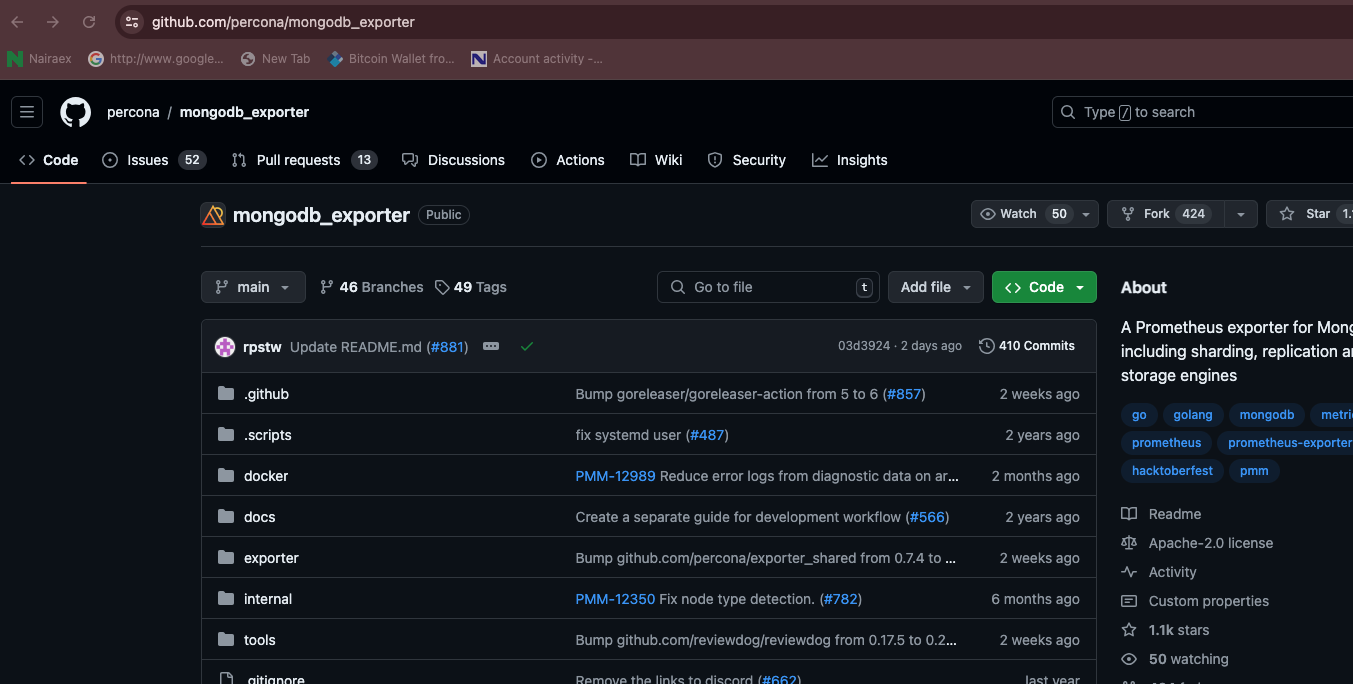 github.com/percona/mongodb_exporter
Nairaex http://www.google... New Tab Bitcoin Wallet fro... Account activity -...
percona / mongodb_exporter Type / to search
Code Issues 52 Pull requests 13 Discussions Actions Wiki Security Insights
mongodb_exporter Public Watch 50 Fork 424 Star 1.
main 46 Branches 49 Tags Go to file t Add file Code
rpstw Update README.md (#881) 03d3924 · 2 days ago 410 Commits
.github Bump goreleaser/goreleaser-action from 5 to 6 (#857) 2 weeks ago
.scripts fix systemd user (#487) 2 years ago
docker PMM-12989 Reduce error logs from diagnostic data on ar... 2 months ago
docs Create a separate guide for development workflow (#566) 2 years ago
exporter Bump github.com/percona/exporter_shared from 0.7.4 to ... 2 weeks ago
internal PMM-12350 Fix node type detection. (#782) 6 months ago
tools Bump github.com/reviewdog/reviewdog from 0.17.5 to 0.2... 2 weeks ago
.gitignore Remove the links to discord (#662) last year
About
A Prometheus exporter for Mong
including sharding, replication a
storage engines
go golang mongodb metri
prometheus prometheus-exporter
hacktoberfest pmm
Readme
Apache-2.0 license
Activity
Custom properties
1.1k stars
50 watching